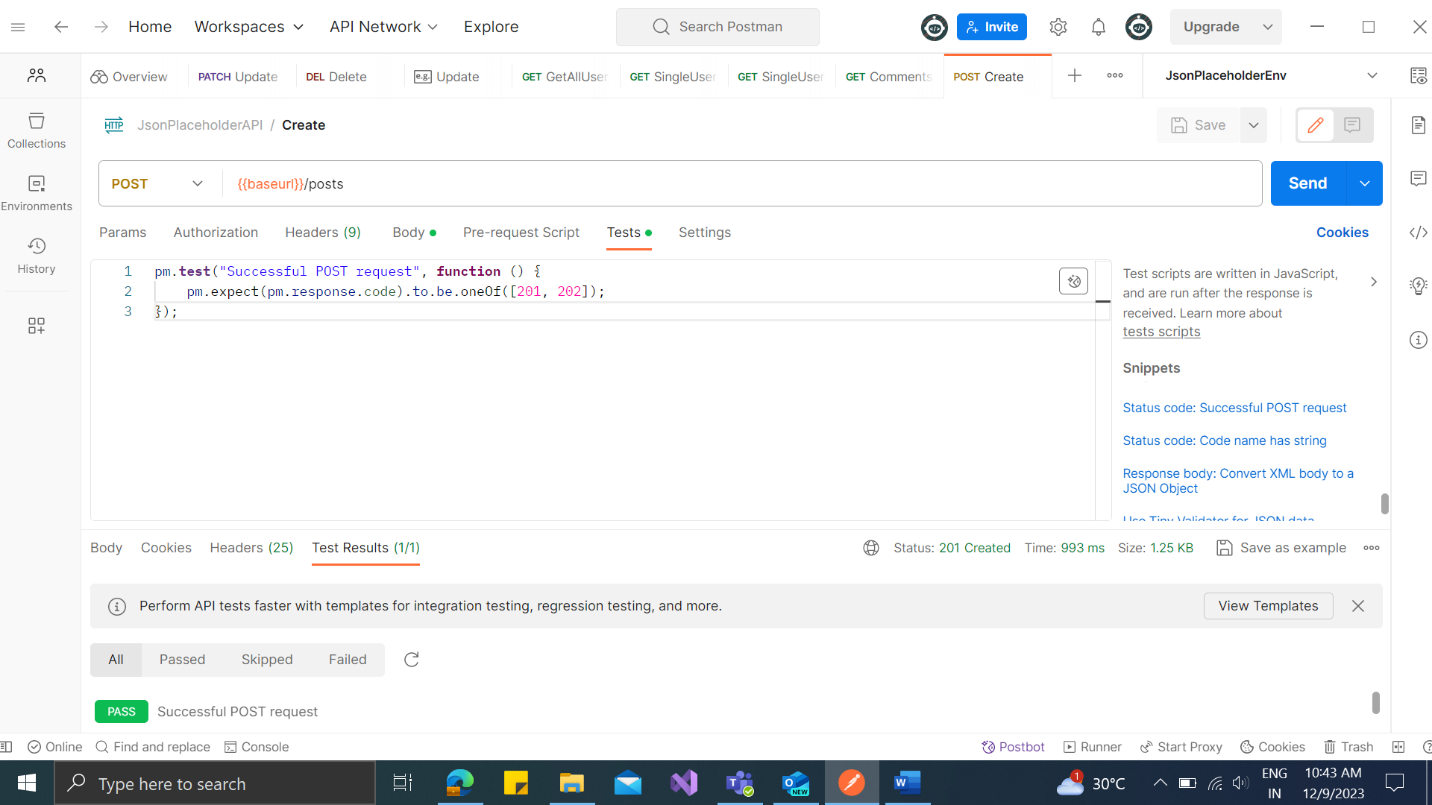 Home Workspaces API Network Explore Search Postman Invite Upgrade
Overview PATCH Update DEL Delete e.g. Update GET GetAllUser GET SingleUser GET SingleUser GET Comments POST Create JsonPlaceholderEnv
HTTP JsonPlaceholderAPI / Create Save
Collections
Environments
History
POST {{baseurl}}/posts Send
Params Authorization Headers (9) Body Pre-request Script Tests Settings Cookies
1 pm.test("Successful POST request", function () {
2 pm.expect(pm.response.code).to.be.oneOf([201, 202]);
3 });
Test scripts are written in JavaScript,
and are run after the response is
received. Learn more about
tests scripts
Snippets
Status code: Successful POST request
Status code: Code name has string
Response body: Convert XML body to a
JSON Object
Use Tiny Validator for JSON data
Body Cookies Headers (25) Test Results (1/1) Status: 201 Created Time: 993 ms Size: 1.25 KB Save as example
Perform API tests faster with templates for integration testing, regression testing, and more. View Templates
All Passed Skipped Failed
PASS Successful POST request
Online Find and replace Console Postbot Runner Start Proxy Cookies Trash
Type here to search NEW 1 30°C ENG 10:43 AM
IN 12/9/2023